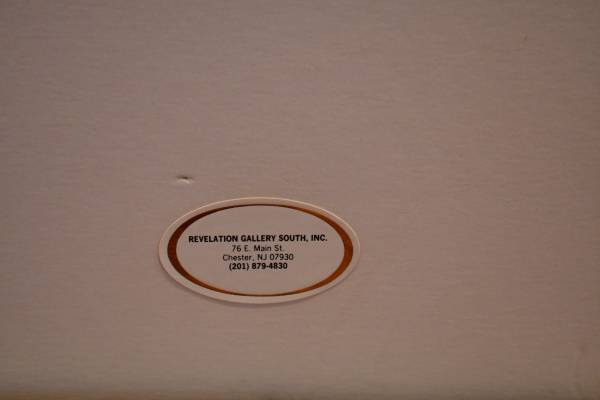 REVELATION GALLERY SOUTH, INC.
76 E. Main St.
Chester, NJ 07930
(201) 879-4830